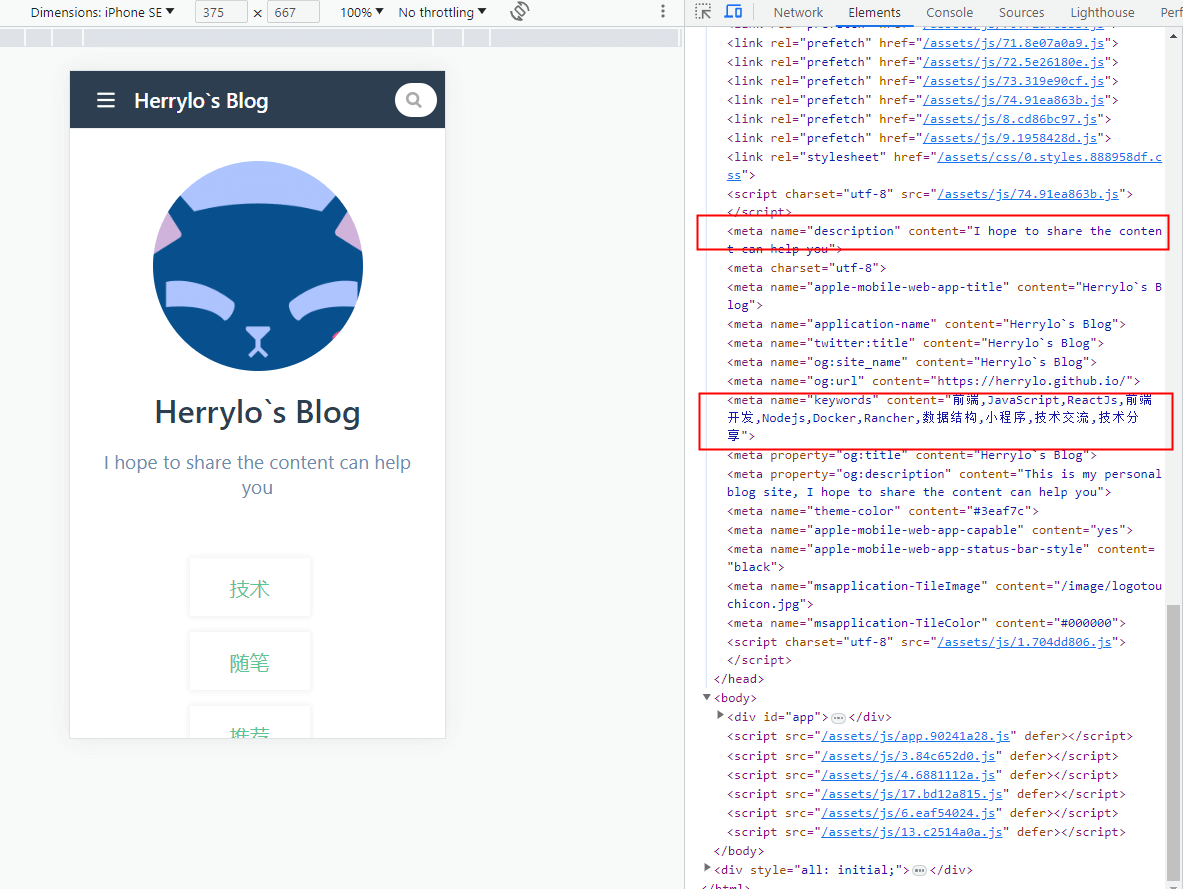 Dimensions: iPhone SE ▼ 375 × 667 100% ▼ No throttling ▼
Network Elements Console Sources Lighthouse Perf
Herrylo`s Blog
Herrylo`s Blog
I hope to share the content can help
you
技术
随笔
推荐
<link rel="prefetch" href="/assets/js/71.8e07a0a9.js">
<link rel="prefetch" href="/assets/js/72.5e26180e.js">
<link rel="prefetch" href="/assets/js/73.319e90cf.js">
<link rel="prefetch" href="/assets/js/74.91ea863b.js">
<link rel="prefetch" href="/assets/js/8.cd86bc97.js">
<link rel="prefetch" href="/assets/js/9.1958428d.js">
<link rel="stylesheet" href="/assets/css/0.styles.888958df.c
ss">
<script charset="utf-8" src="/assets/js/74.91ea863b.js">
</script>
<meta name="description" content="I hope to share the conten
t can help you">
<meta charset="utf-8">
<meta name="apple-mobile-web-app-title" content="Herrylo`s B
log">
<meta name="application-name" content="Herrylo`s Blog">
<meta name="twitter:title" content="Herrylo`s Blog">
<meta name="og:site_name" content="Herrylo`s Blog">
<meta name="og:url" content="https://herrylo.github.io/">
<meta name="keywords" content="前端,JavaScript,ReactJs,前端
开发,Nodejs,Docker,Rancher,数据结构,小程序,技术交流,技术分
享">
<meta property="og:title" content="Herrylo`s Blog">
<meta property="og:description" content="This is my personal
blog site, I hope to share the content can help you">
<meta name="theme-color" content="#3eaf7c">
<meta name="apple-mobile-web-app-capable" content="yes">
<meta name="apple-mobile-web-app-status-bar-style" content=
"black">
<meta name="msapplication-TileImage" content="/image/logotou
chicon.jpg">
<meta name="msapplication-TileColor" content="#000000">
<script charset="utf-8" src="/assets/js/1.704dd806.js">
</script>
</head>
▼<body>
▶<div id="app">…</div>
<script src="/assets/js/app.90241a28.js" defer></script>
<script src="/assets/js/3.84c652d0.js" defer></script>
<script src="/assets/js/4.6881112a.js" defer></script>
<script src="/assets/js/17.bd12a815.js" defer></script>
<script src="/assets/js/6.eaf54024.js" defer></script>
<script src="/assets/js/13.c2514a0a.js" defer></script>
</body>
▶<div style="all: initial;">…</div>
</html>